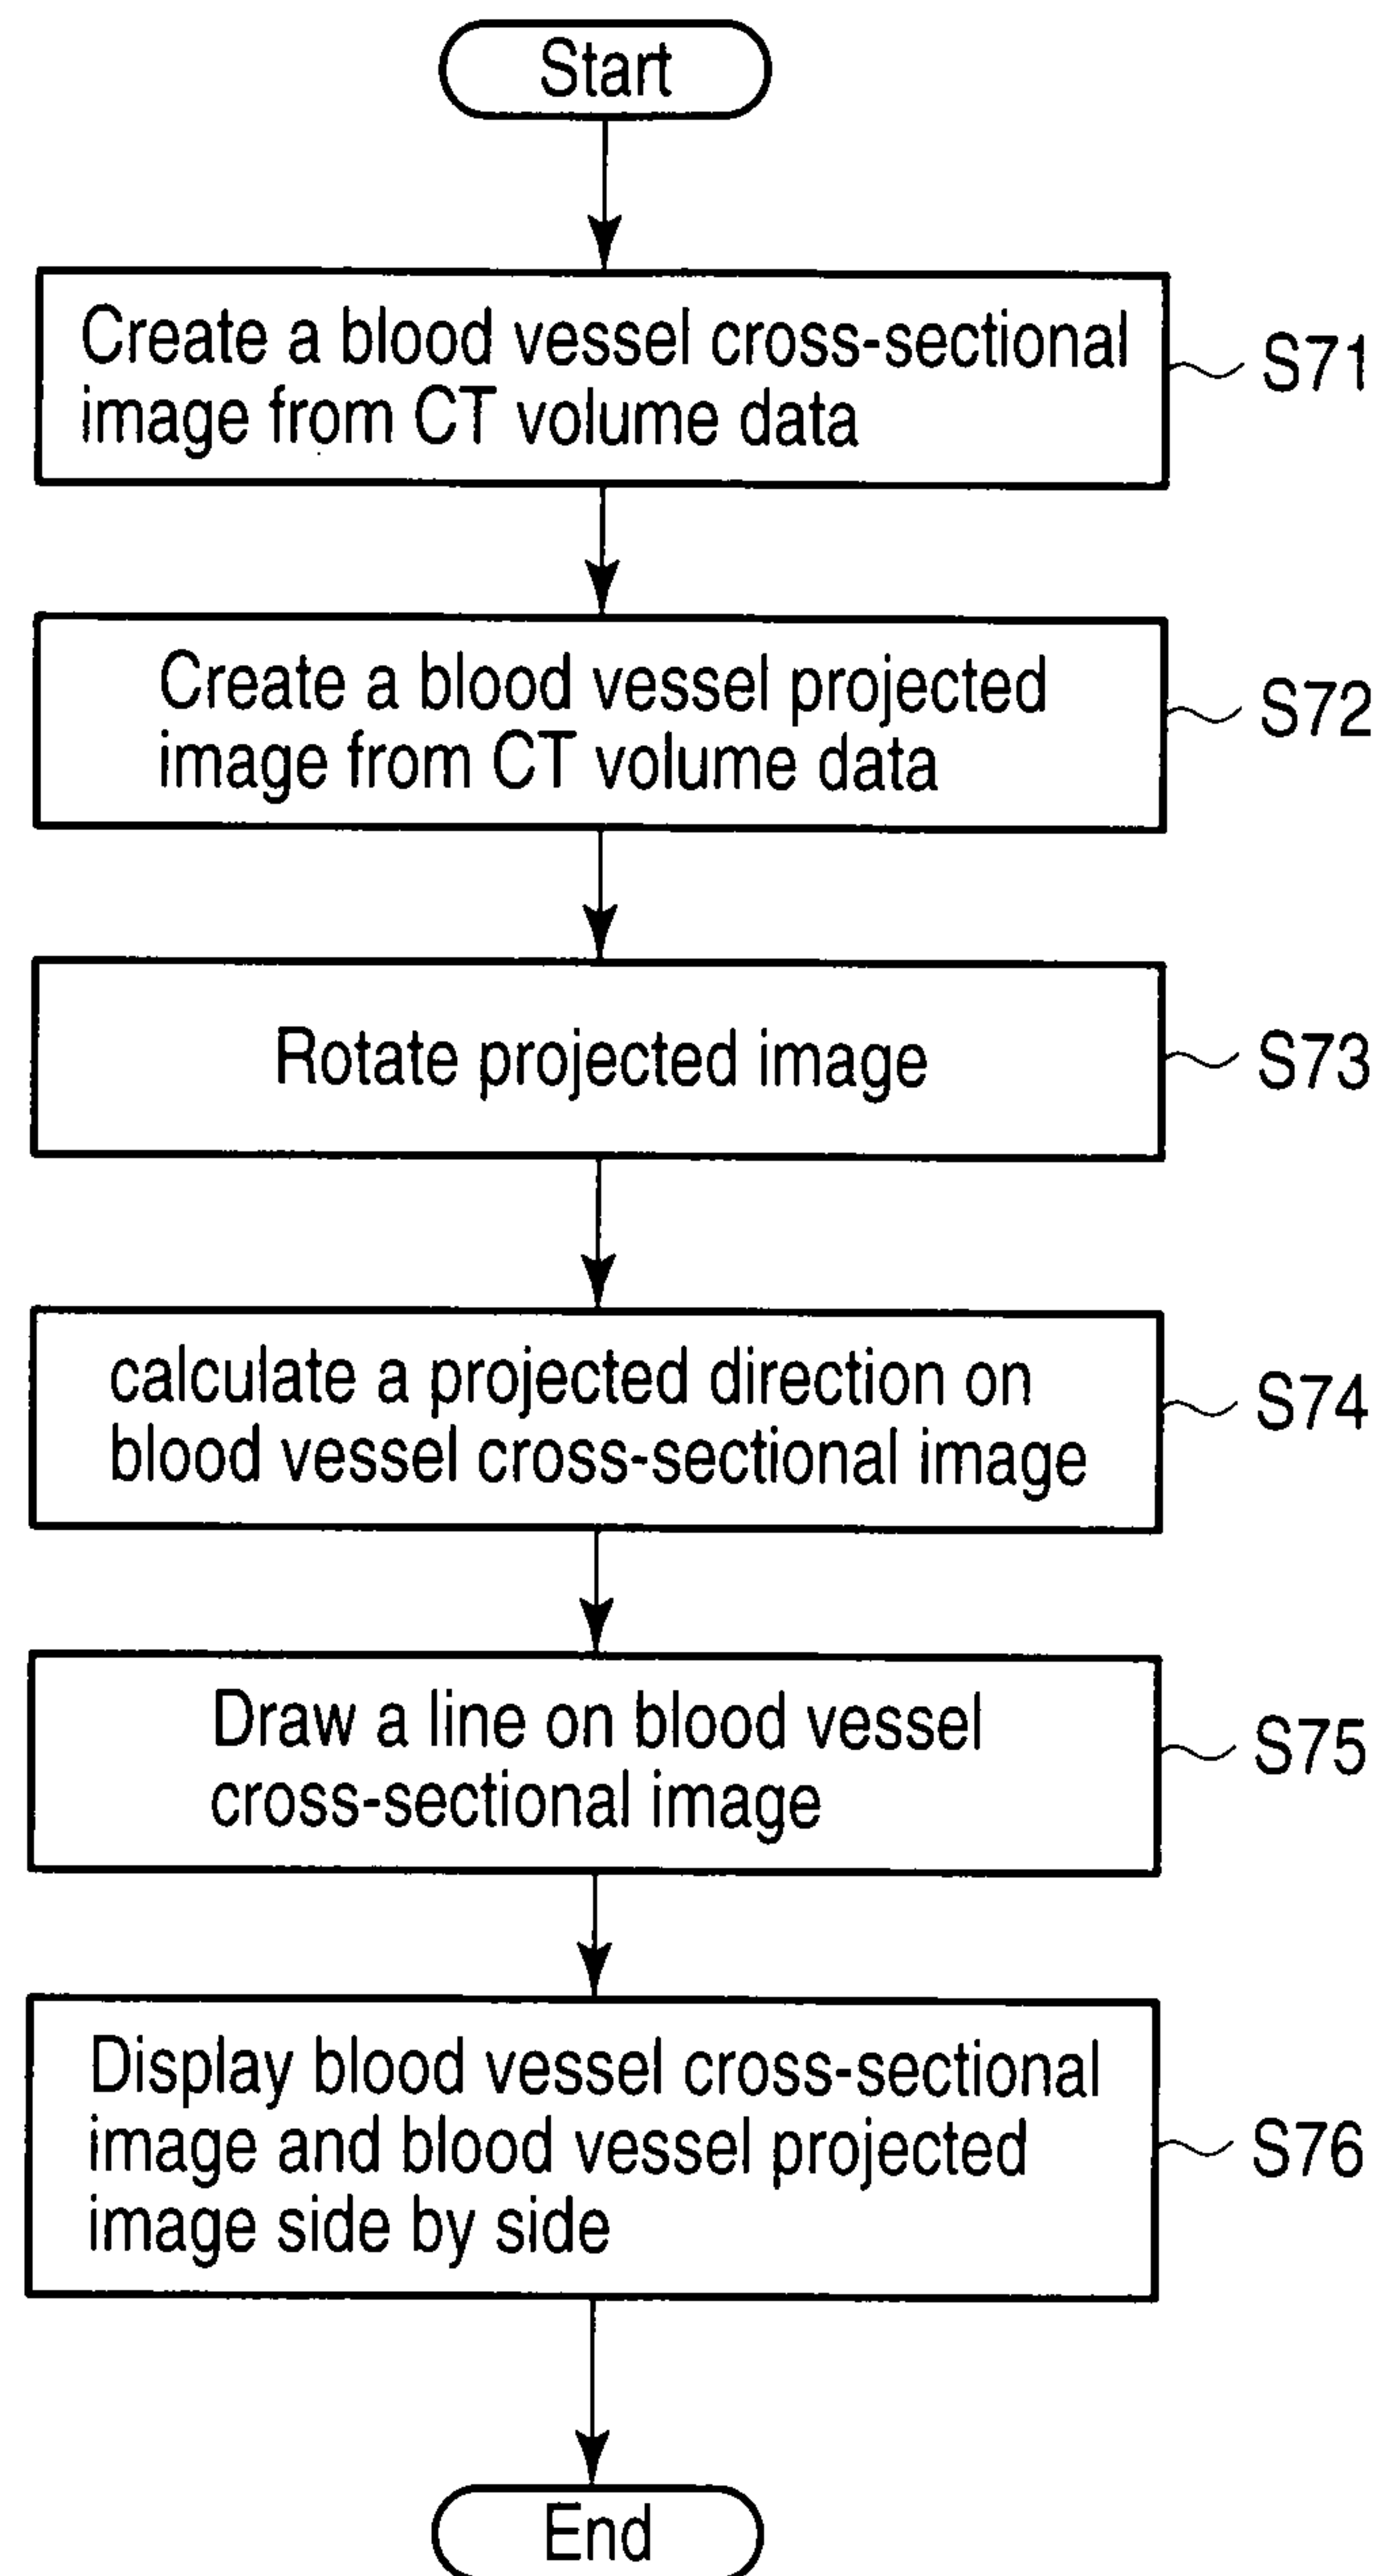 Start
Create a blood vessel cross-sectional
image from CT volume data
S71
Create a blood vessel projected
image from CT volume data
S72
Rotate projected image
S73
calculate a projected direction on
blood vessel cross-sectional image
S74
Draw a line on blood vessel
cross-sectional image
S75
Display blood vessel cross-sectional
image and blood vessel projected
image side by side
S76
End